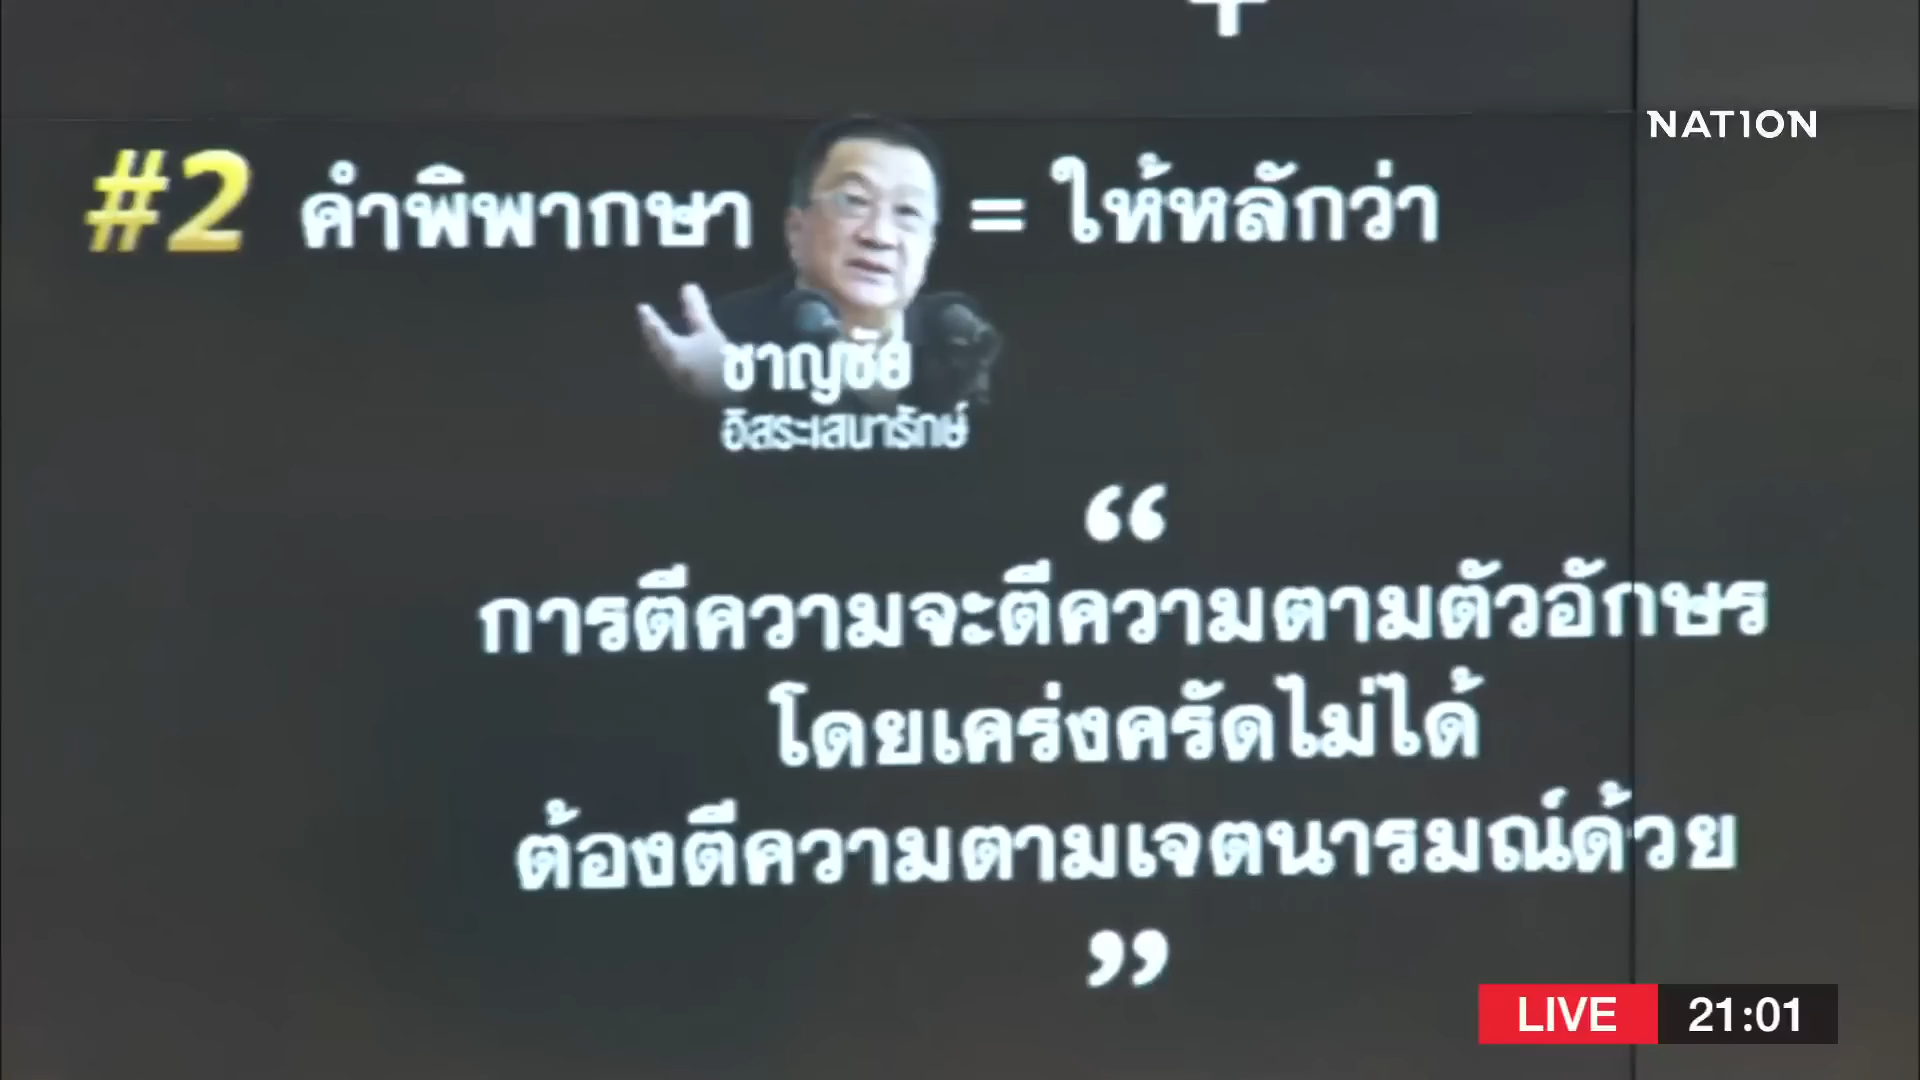 NATION
#2 คำพิพากษา = ให้หลักว่า
ชาญชัย
อิสระเสนารักษ์
“
การตีความจะตีความตามตัวอักษร
โดยเคร่งครัดไม่ได้
ต้องตีความตามเจตนารมณ์ด้วย
”
LIVE 21:01